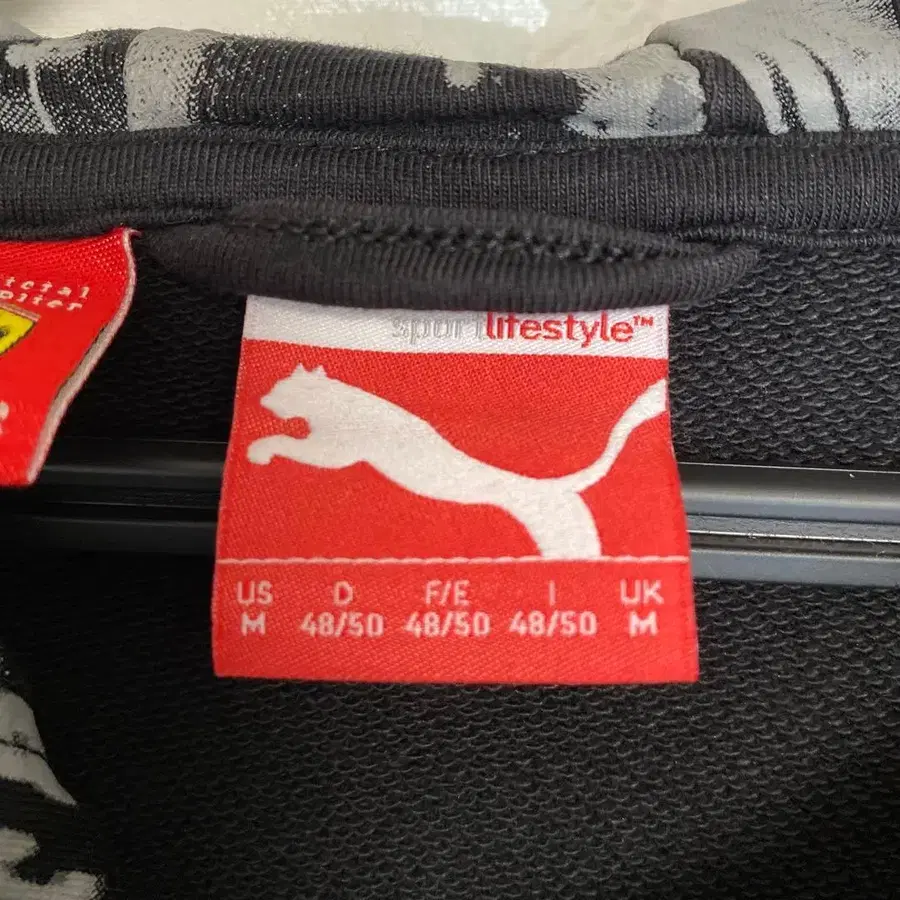 sportlifestyle™
US D F/E I UK
M 48/50 48/50 48/50 M